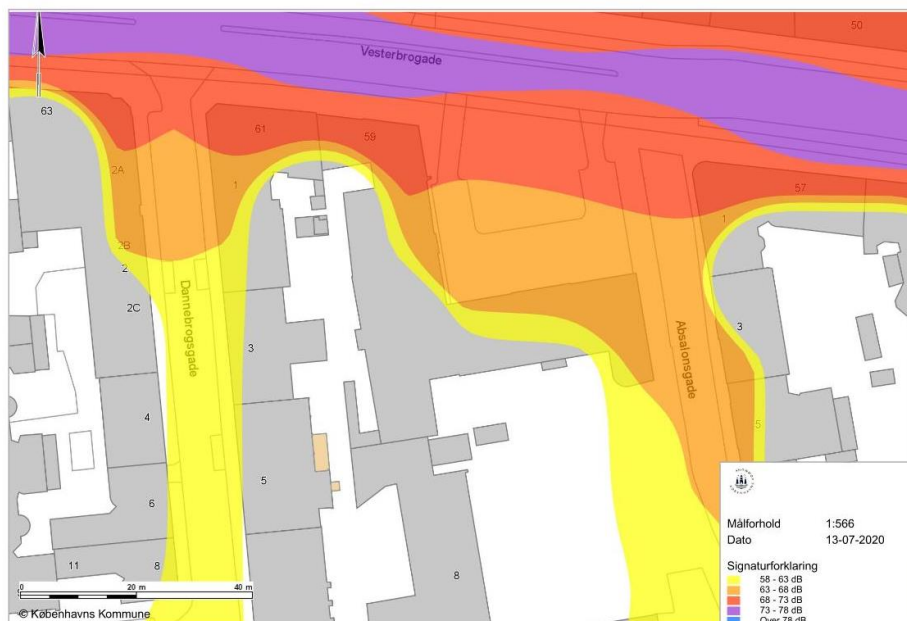 50
Vesterbrogade
63
61
59
2A
1
57
1
2B
2
2C
Dannebrogsgade
Absalonsgade
3
3
4
5
5
6
11
8
8
0 20 m 40 m
© Københavns Kommune
Målforhold 1:566
Dato 13-07-2020
Signaturforklaring
58 - 63 dB
63 - 68 dB
68 - 73 dB
73 - 78 dB
Over 78 dB